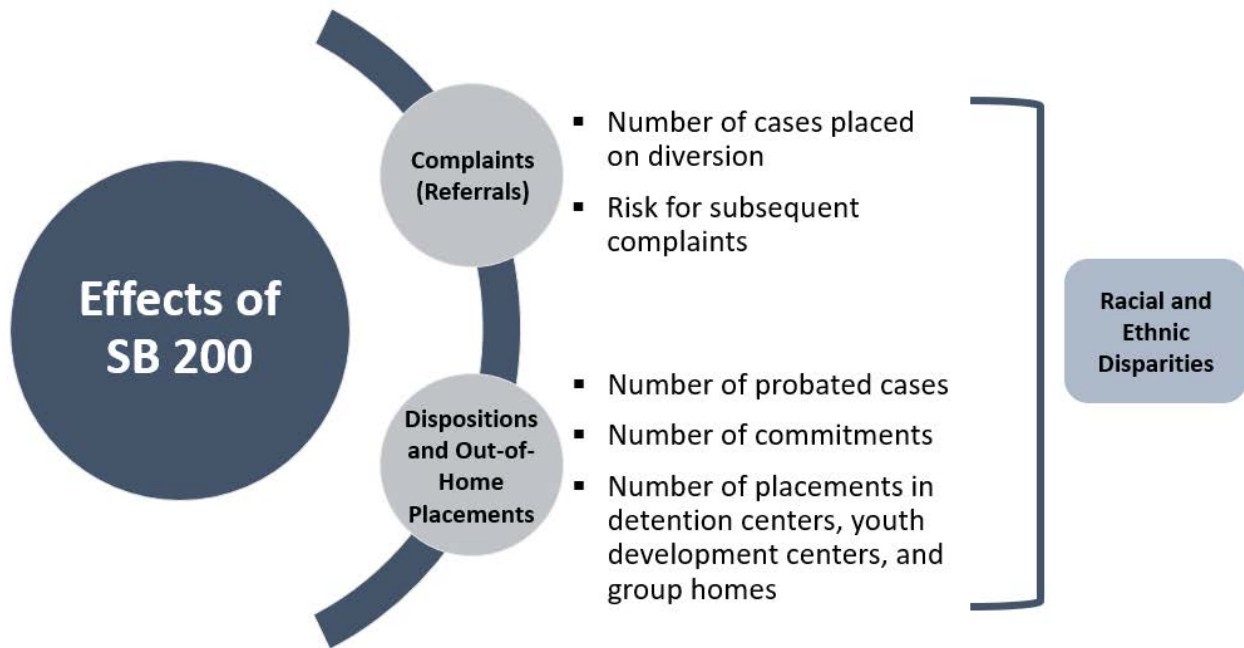 Effects of
SB 200
Complaints
(Referrals)
▪ Number of cases placed
on diversion
▪ Risk for subsequent
complaints
Dispositions
and Out-of-
Home
Placements
▪ Number of probated cases
▪ Number of commitments
▪ Number of placements in
detention centers, youth
development centers, and
group homes
Racial and
Ethnic
Disparities